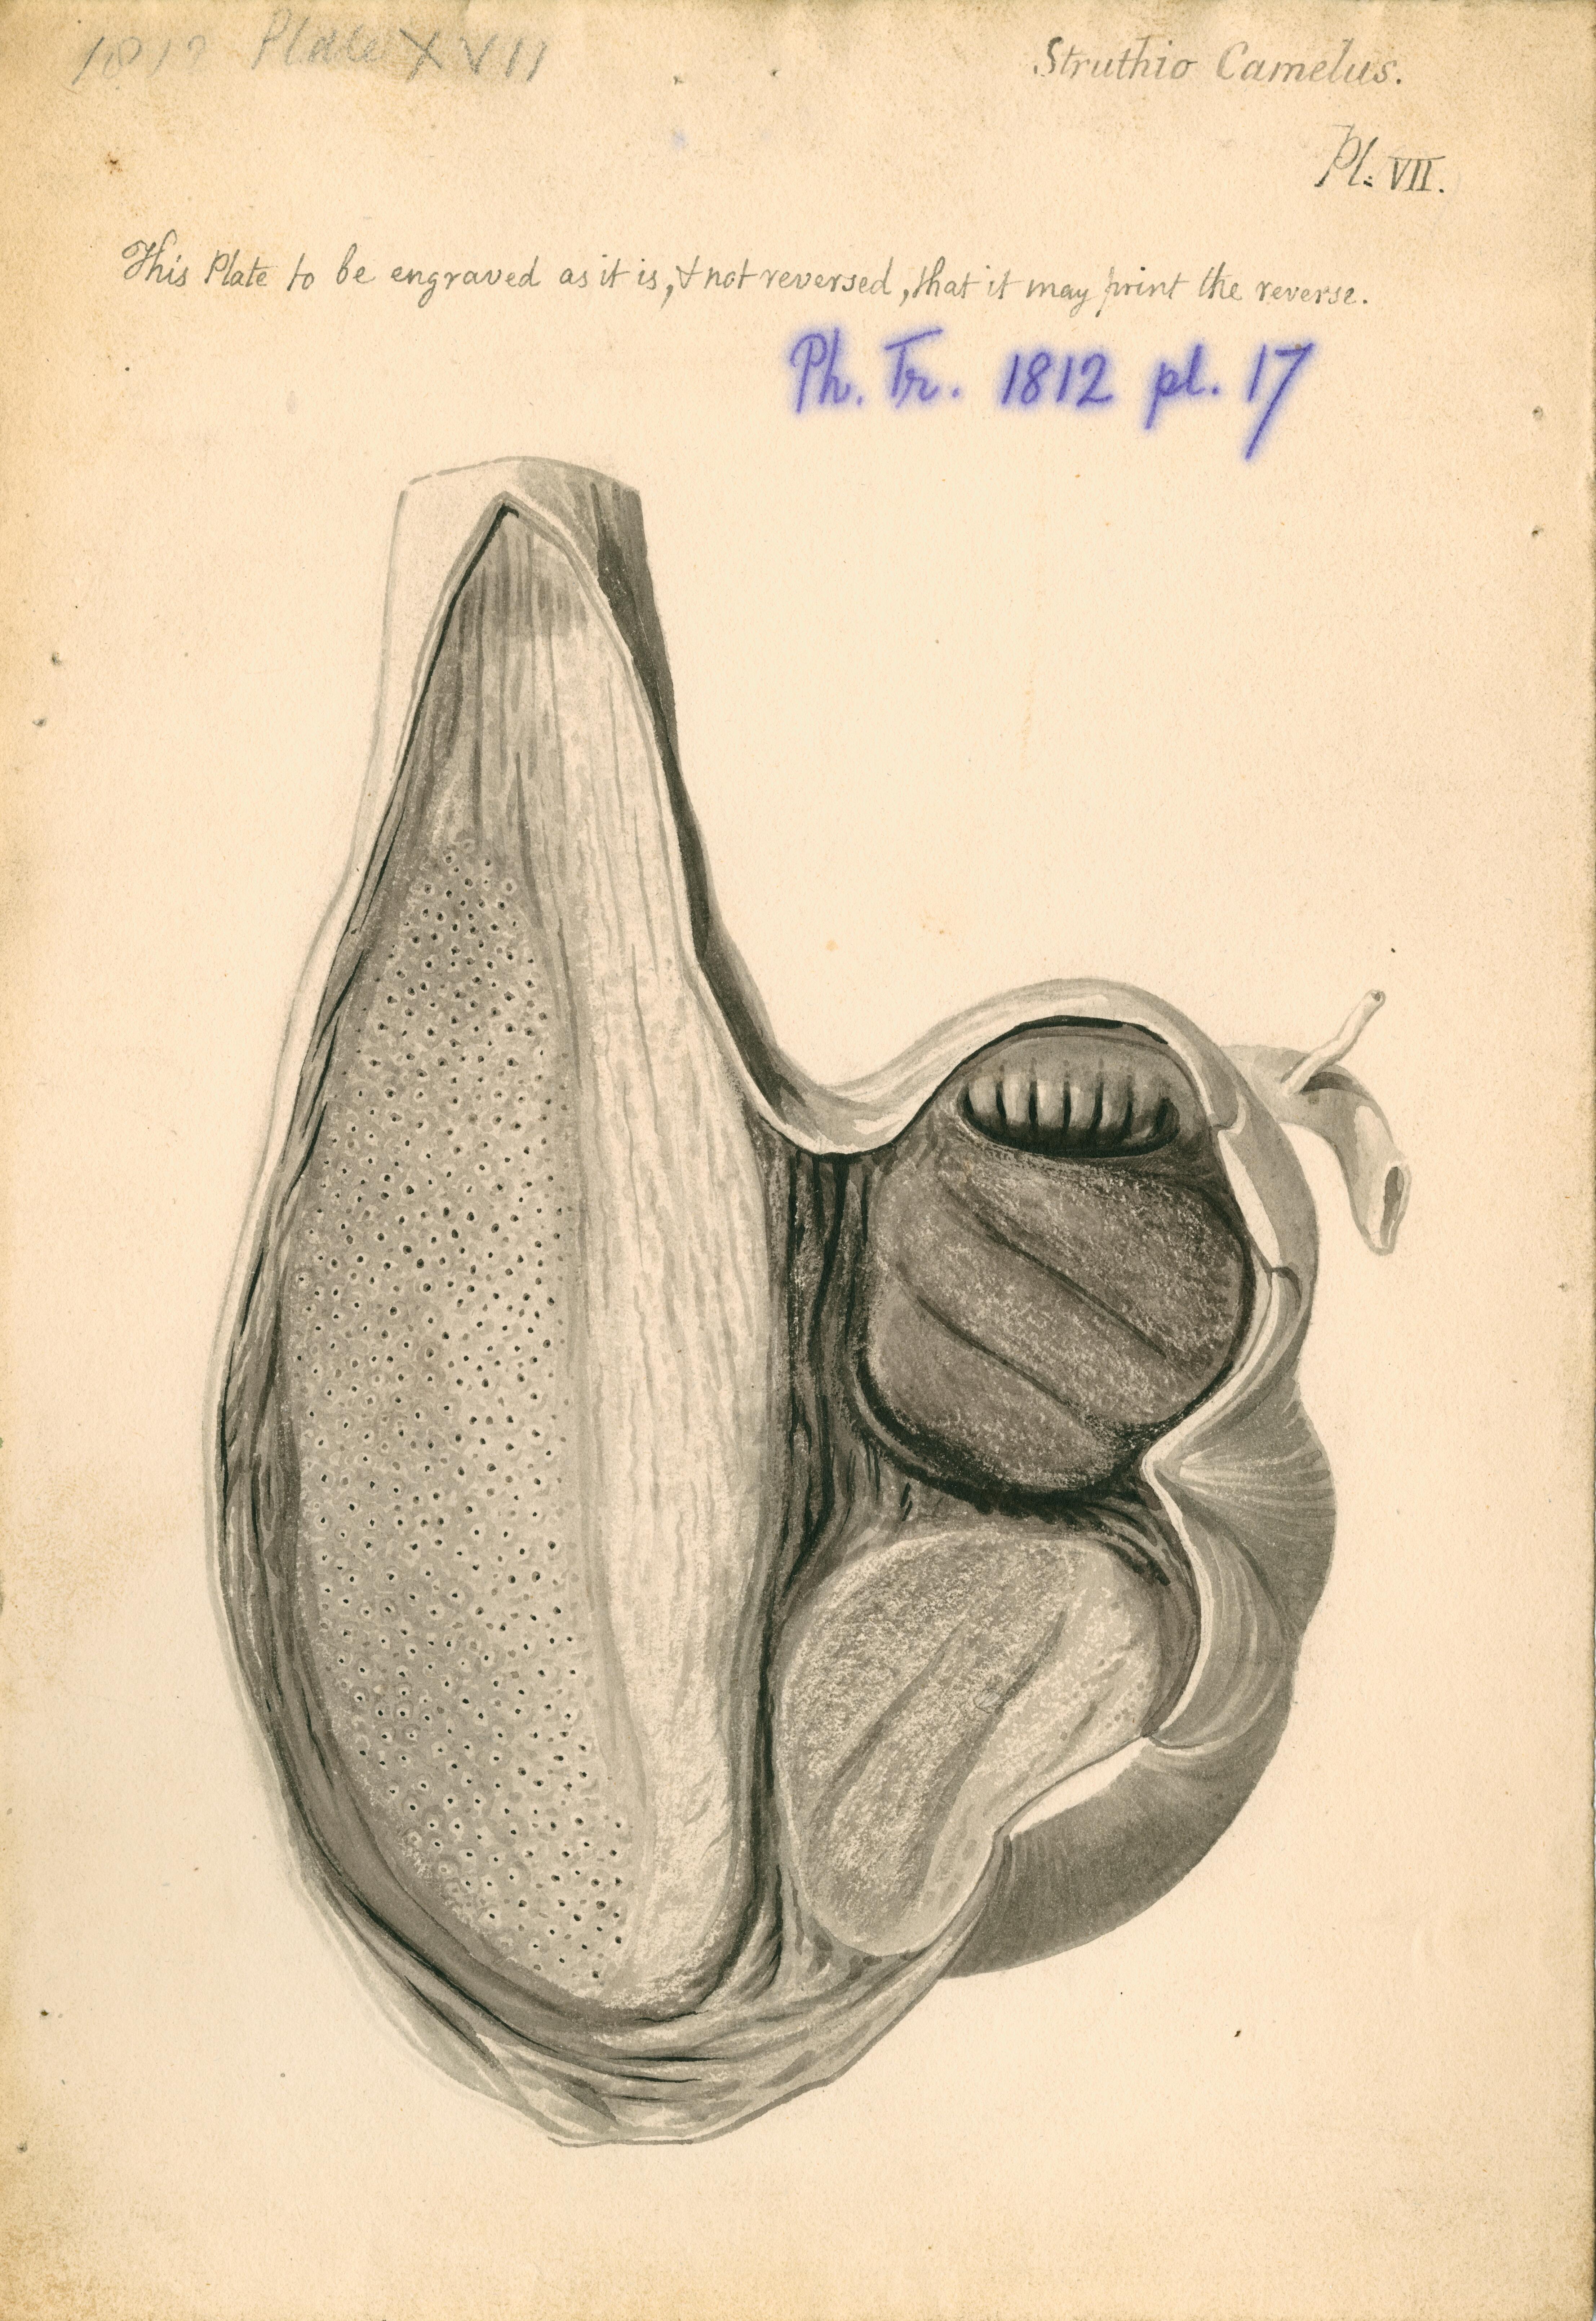 1812 Plate XVII
Struthio Camelus.
Pl. VII.
This Plate to be engraved as it is, & not reversed, that it may print the reverse.
Ph. Tr. 1812 pl. 17